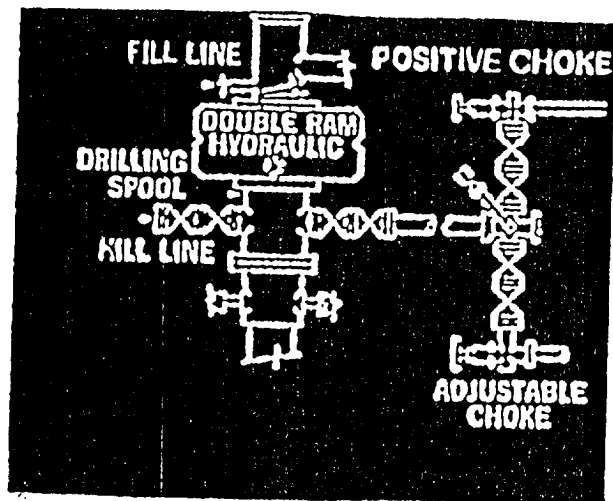 FILL LINE
POSITIVE CHOKE
DOUBLE RAM
HYDRAULIC
DRILLING
SPOOL
KILL LINE
ADJUSTABLE
CHOKE